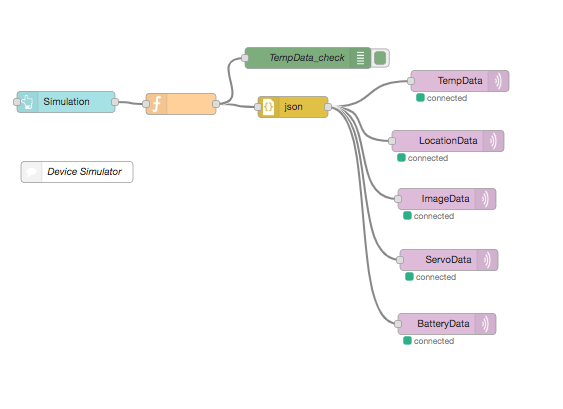 TempData_check
Simulation
f
json
TempData
connected
LocationData
connected
Device Simulator
ImageData
connected
ServoData
connected
BatteryData
connected